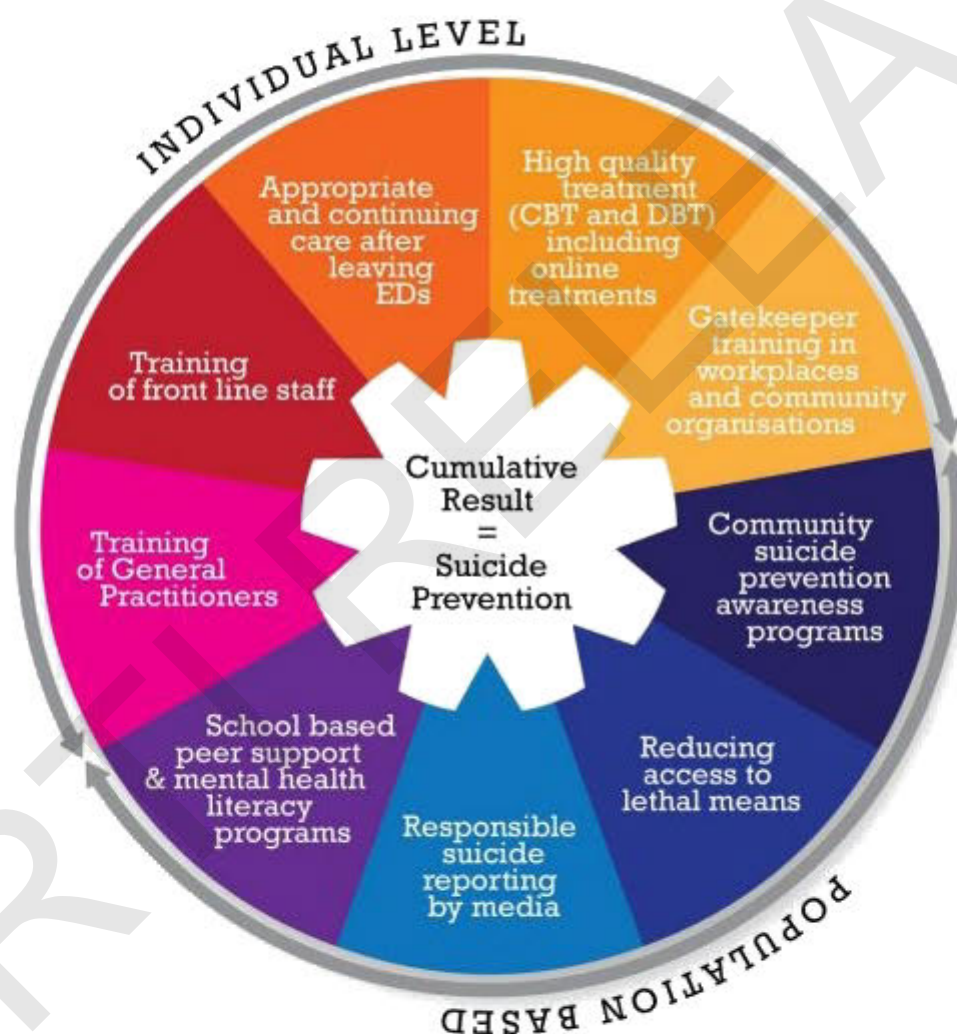 INDIVIDUAL LEVEL
High quality
treatment
(CBT and DBT)
including
online
treatments
Gatekeeper
training in
workplaces
and community
organisations
Community
suicide
prevention
awareness
programs
Reducing
access to
lethal means
Responsible
suicide
reporting
by media
School based
peer support
& mental health
literacy
programs
Training
of General
Practitioners
Training
of front line staff
Appropriate
and continuing
care after
leaving
EDs
Cumulative
Result
=
Suicide
Prevention
POPULATION BASED